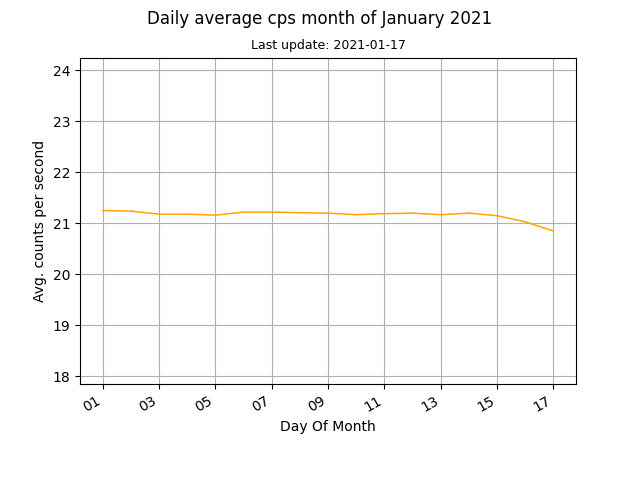 Daily average cps month of January 2021
Last update: 2021-01-17
24
23
22
21
20
19
18
Avg. counts per second
01 03 05 07 09 11 13 15 17
Day Of Month